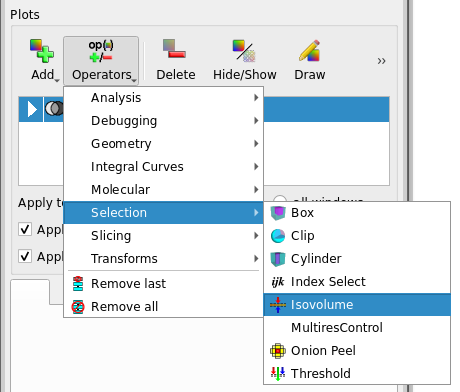 Plots
op(↓)
+/-
Add
Operators
Delete
Hide/Show
Draw
»
Analysis
Debugging
Geometry
Integral Curves
Molecular
Apply to
all windows
Selection
Box
Appl
Slicing
Clip
Appl
Transforms
Cylinder
Remove last
ijk Index Select
Remove all
Isovolume
MultiresControl
Onion Peel
Threshold